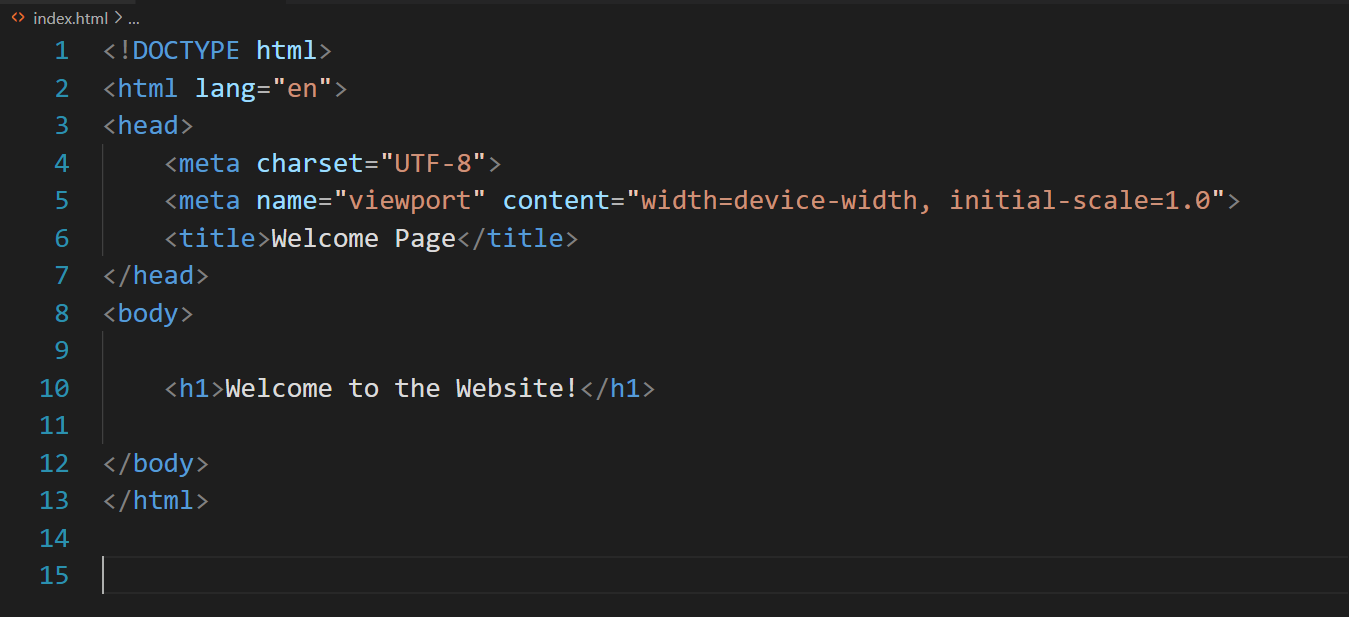 index.html > ...
1 <!DOCTYPE html>
2 <html lang="en">
3 <head>
4     <meta charset="UTF-8">
5     <meta name="viewport" content="width=device-width, initial-scale=1.0">
6     <title>Welcome Page</title>
7 </head>
8 <body>
9
10     <h1>Welcome to the Website!</h1>
11
12 </body>
13 </html>
14
15